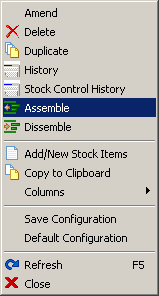 Amend
Delete
Duplicate
History
Stock Control History
Assemble
Dissemble
Add/New Stock Items
Copy to Clipboard
Columns
Save Configuration
Default Configuration
Refresh F5
Close